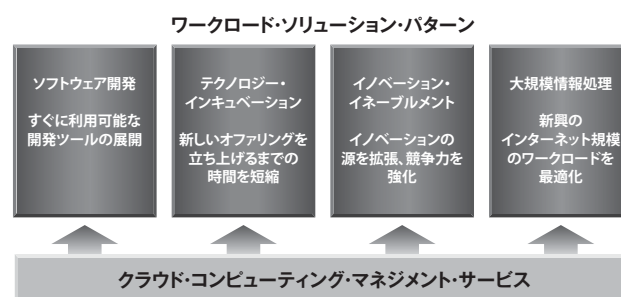 ワークロード・ソリューション・パターン
ソフトウェア開発
すぐに利用可能な
開発ツールの展開
テクノロジー・
インキュベーション
新しいオファリングを
立ち上げるまでの
時間を短縮
イノベーション・
イネーブルメント
イノベーションの
源を拡張、競争力を
強化
大規模情報処理
新興の
インターネット規模
のワークロードを
最適化
クラウド・コンピューティング・マネジメント・サービス